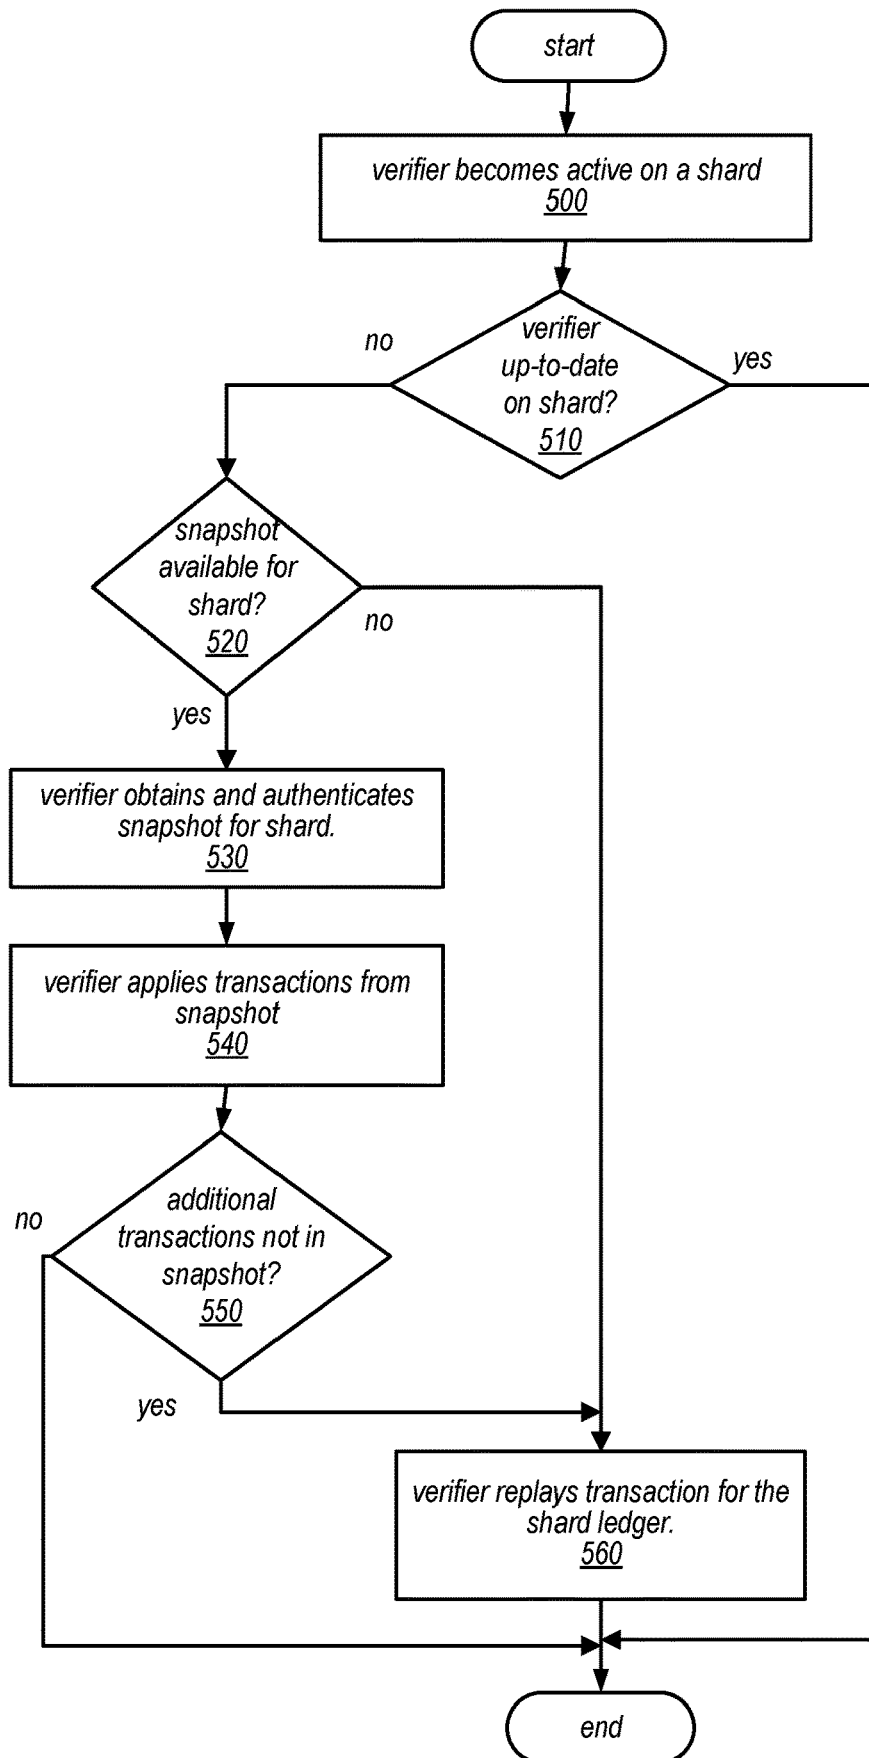 start
verifier becomes active on a shard
500
verifier
up-to-date
on shard?
510
no
yes
snapshot
available for
shard?
520
no
yes
verifier obtains and authenticates
snapshot for shard.
530
verifier applies transactions from
snapshot
540
additional
transactions not in
snapshot?
550
no
yes
verifier replays transaction for the
shard ledger.
560
end